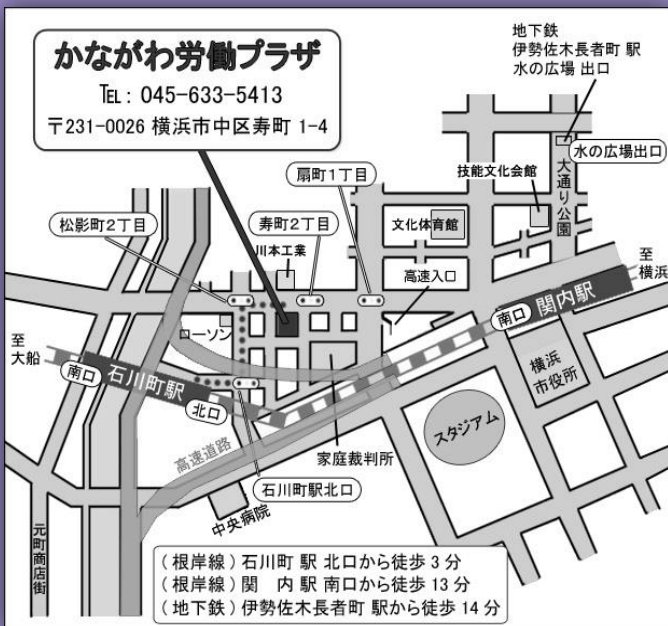 かながわ労働プラザ
TEL: 045-633-5413
〒231-0026 横浜市中区寿町 1-4
地下鉄
伊勢佐木長者町 駅
水の広場 出口
水の広場出口
大通り公園
技能文化会館
扇町1丁目
松影町2丁目
寿町2丁目
文化体育館
川本工業
高速入口
至
横浜
関内駅
南口
ローソン
至
大船
南口
石川町駅
北口
横浜
市役所
スタジアム
高速道路
家庭裁判所
石川町駅北口
中央病院
元町商店街
(根岸線) 石川町 駅 北口から徒歩 3 分
(根岸線) 関 内 駅 南口から徒歩 13 分
(地下鉄) 伊勢佐木長者町 駅から徒歩 14 分